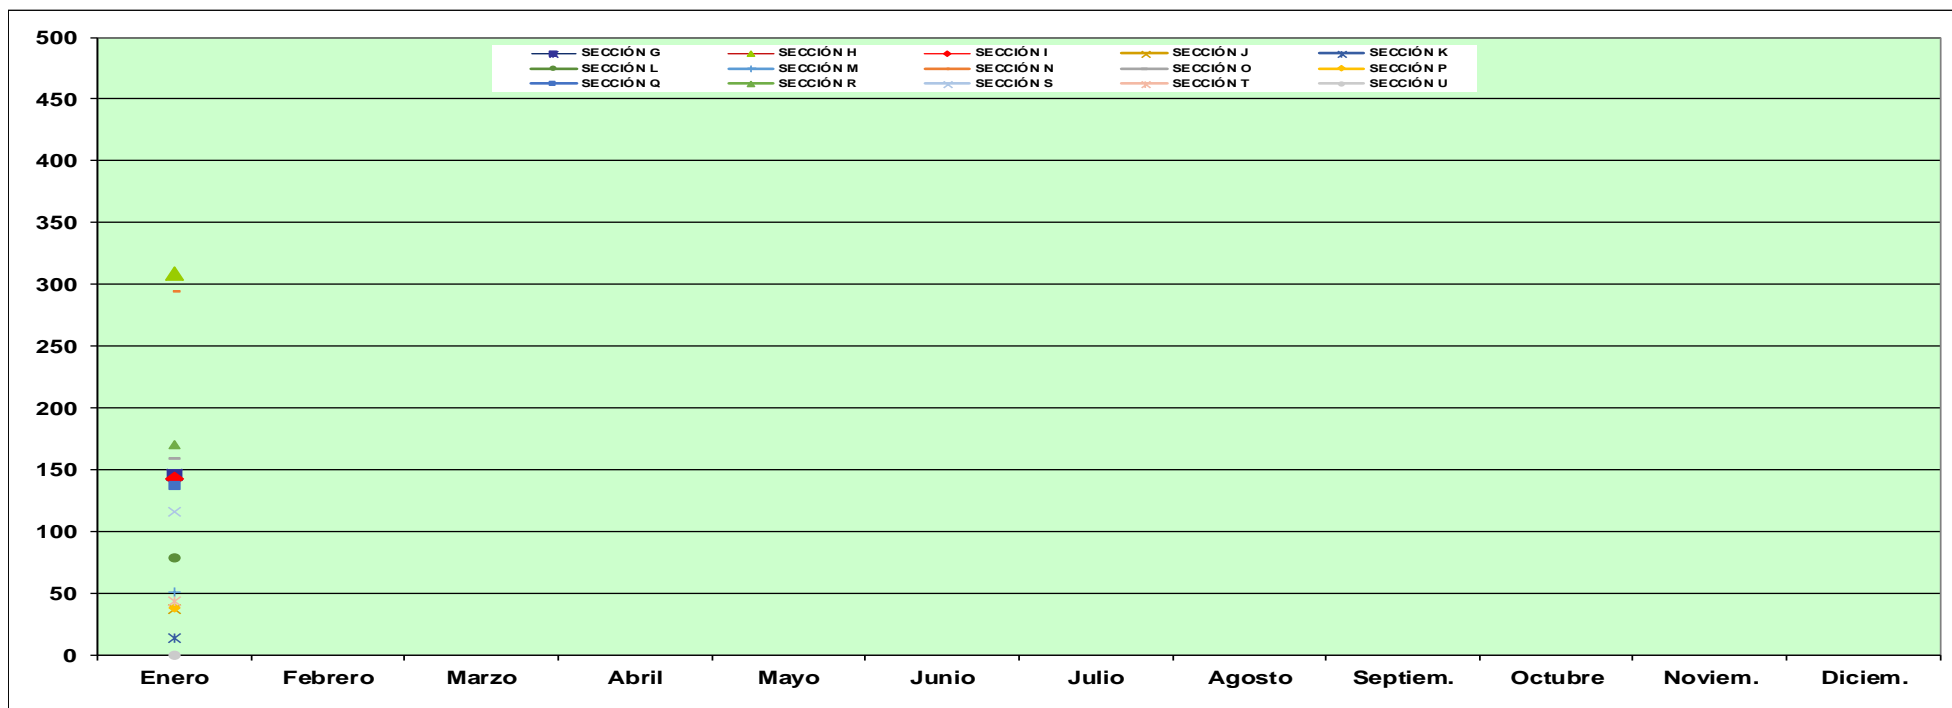 500
SECCIÓN G SECCIÓN H SECCIÓN I SECCIÓN J SECCIÓN K
SECCIÓN L SECCIÓN M SECCIÓN N SECCIÓN O SECCIÓN P
SECCIÓN Q SECCIÓN R SECCIÓN S SECCIÓN T SECCIÓN U
450
400
350
300
250
200
150
100
50
0
Enero Febrero Marzo Abril Mayo Junio Julio Agosto Septiem. Octubre Noviem. Diciem.